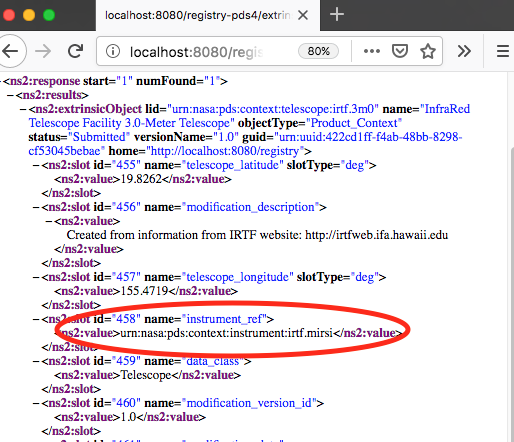 localhost:8080/registry-pds4/extrin
localhost:8080/regis
80%
- <ns2:response start="1" numFound="1">
- <ns2:results>
- <ns2:extrinsicObject lid="urn:nasa:pds:context:telescope:irtf.3m0" name="InfraRed
Telescope Facility 3.0-Meter Telescope" objectType="Product_Context"
status="Submitted" versionName="1.0" guid="urn:uuid:422cd1ff-f4ab-48bb-8298-
cf53045bebae" home="http://localhost:8080/registry">
- <ns2:slot id="455" name="telescope_latitude" slotType="deg">
<ns2:value>19.8262</ns2:value>
</ns2:slot>
- <ns2:slot id="456" name="modification_description">
- <ns2:value>
Created from information from IRTF website: http://irtfweb.ifa.hawaii.edu
</ns2:value>
</ns2:slot>
- <ns2:slot id="457" name="telescope_longitude" slotType="deg">
<ns2:value>155.4719</ns2:value>
</ns2:slot>
- <ns2:slot id="458" name="instrument_ref">
<ns2:value>urn:nasa:pds:context:instrument:irtf.mirsi</ns2:value>
</ns2:slot>
- <ns2:slot id="459" name="data_class">
<ns2:value>Telescope</ns2:value>
</ns2:slot>
- <ns2:slot id="460" name="modification_version_id">
<ns2:value>1.0</ns2:value>
</ns2:slot>